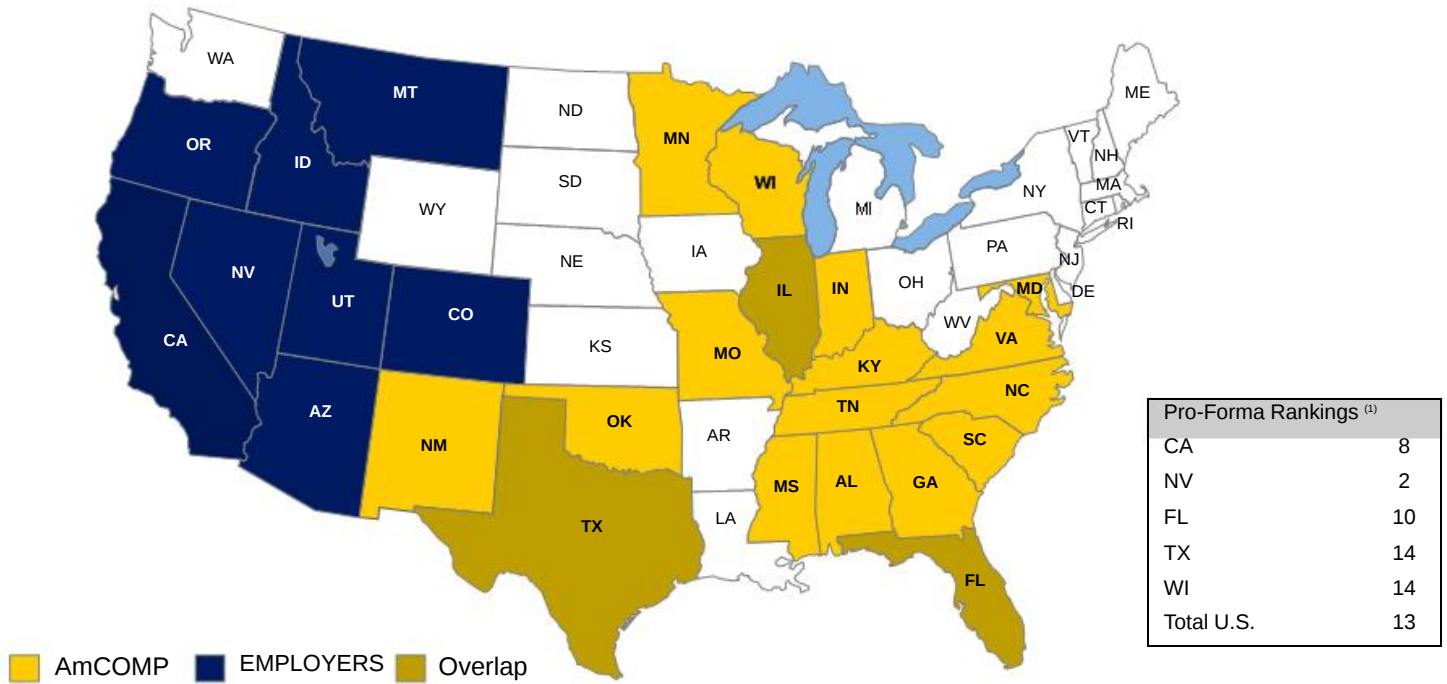 WA
MT
ND
MN
ME
OR
ID
VT
NH
SD
WI
WY
MI
NY
MA
CT
RI
NE
IA
PA
NV
UT
CO
IL
IN
OH
NJ
MD
DE
CA
KS
MO
WV
VA
KY
AZ
NM
OK
AR
TN
NC
SC
MS
AL
GA
TX
LA
FL
Pro-Forma Rankings (1)
CA 8
NV 2
FL 10
TX 14
WI 14
Total U.S. 13
AmCOMP EMPLOYERS Overlap